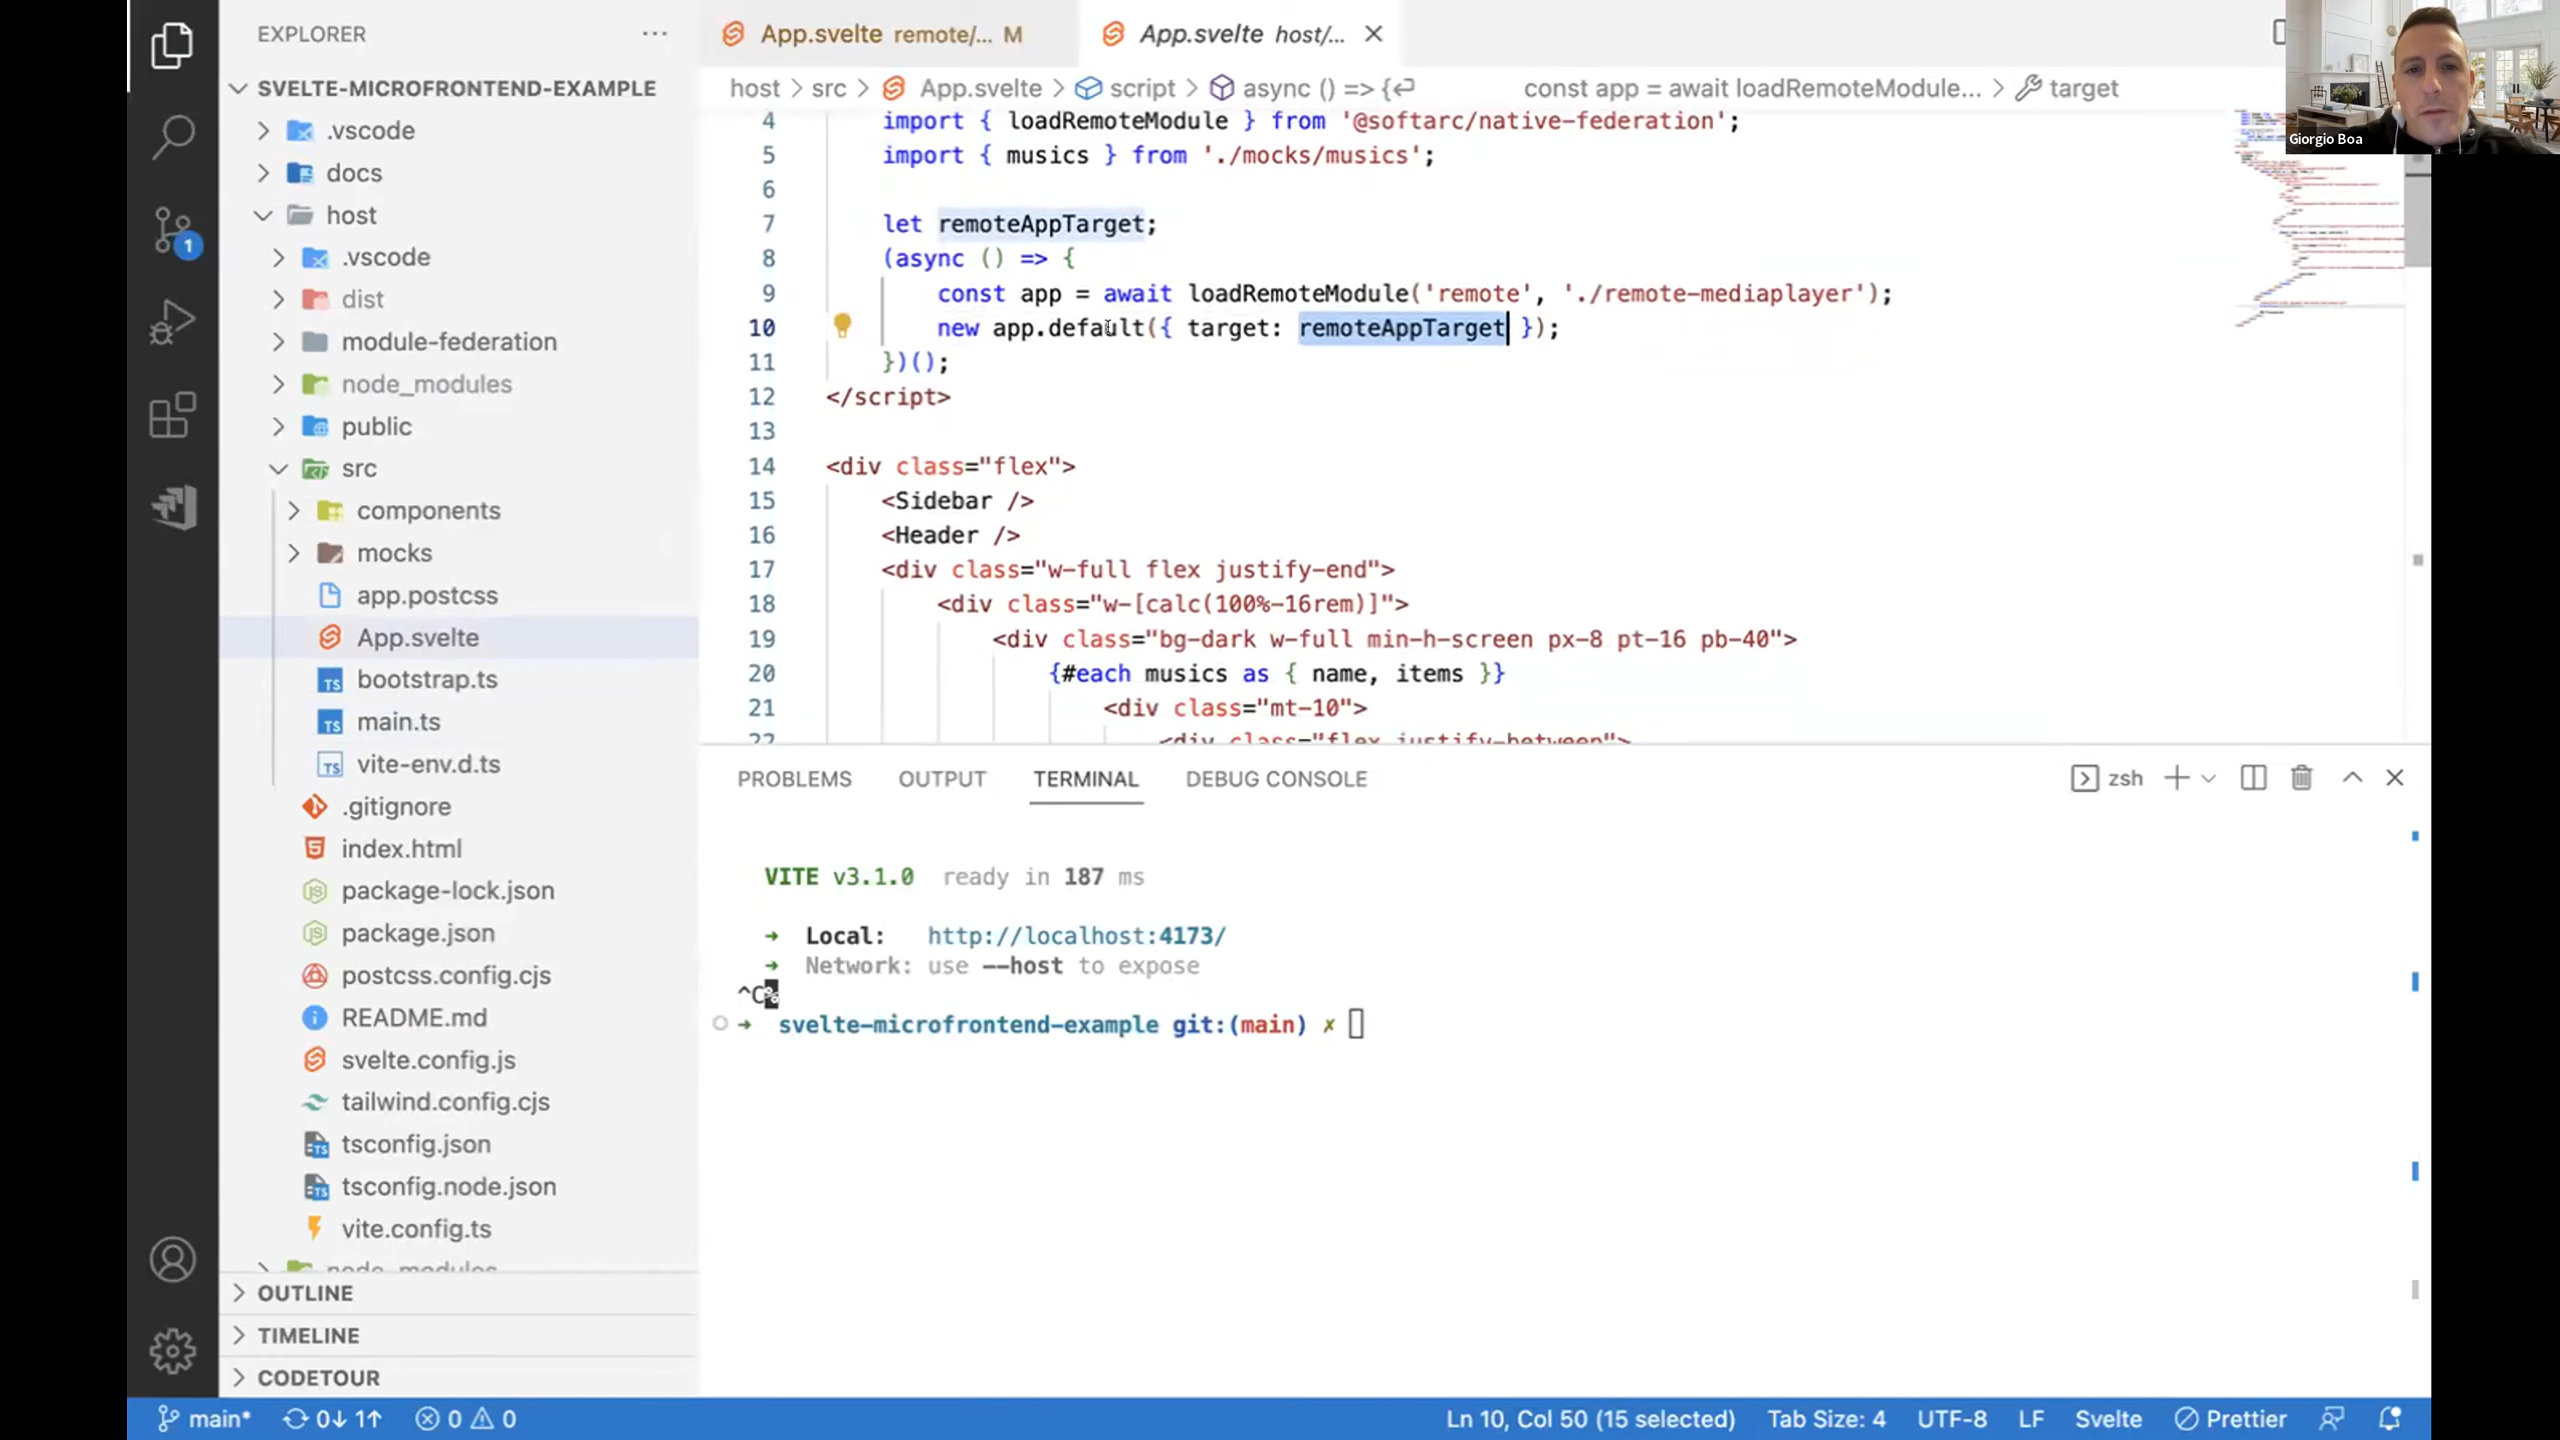 EXPLORER
SVELTE-MICROFRONTEND-EXAMPLE
.vscode
docs
host
.vscode
dist
module-federation
node_modules
public
src
components
mocks
app.postcss
App.svelte
bootstrap.ts
main.ts
vite-env.d.ts
.gitignore
index.html
package-lock.json
package.json
postcss.config.cjs
README.md
svelte.config.js
tailwind.config.cjs
tsconfig.json
tsconfig.node.json
vite.config.ts
node_modules
OUTLINE
TIMELINE
CODETOUR
1
App.svelte remote/... M
App.svelte host/...
host > src > App.svelte > script > async () => { const app = await loadRemoteModule... > target
4 import { loadRemoteModule } from '@softarc/native-federation';
5 import { musics } from './mocks/musics';
6
7 let remoteAppTarget;
8 (async () => {
9 const app = await loadRemoteModule('remote', './remote-mediaplayer');
10 new app.default({ target: remoteAppTarget });
11 })();
12 </script>
13
14 <div class="flex">
15 <Sidebar />
16 <Header />
17 <div class="w-full flex justify-end">
18 <div class="w-[calc(100%-16rem)]">
19 <div class="bg-dark w-full min-h-screen px-8 pt-16 pb-40">
20 {#each musics as { name, items }}
21 <div class="mt-10">
22 <div class="flex justify-between">
Giorgio Boa
PROBLEMS OUTPUT TERMINAL DEBUG CONSOLE
zsh
VITE v3.1.0 ready in 187 ms
➜ Local: http://localhost:4173/
➜ Network: use --host to expose
^C%
➜ svelte-microfrontend-example git:(main) ✗
main* 0↓ 1↑ 0 0
Ln 10, Col 50 (15 selected) Tab Size: 4 UTF-8 LF Svelte Prettier